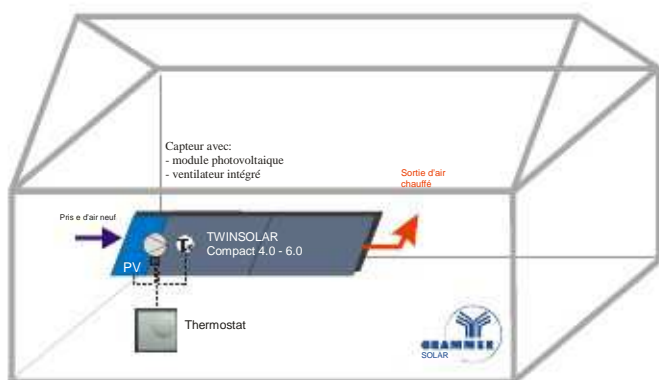 Capteur avec:
- module photovoltaique
- ventilateur intégré
Sortie d'air
chauffé
Pris e d'air neuf
TWINSOLAR
Compact 4.0 - 6.0
PV
T
Thermostat
GRAMMER
SOLAR